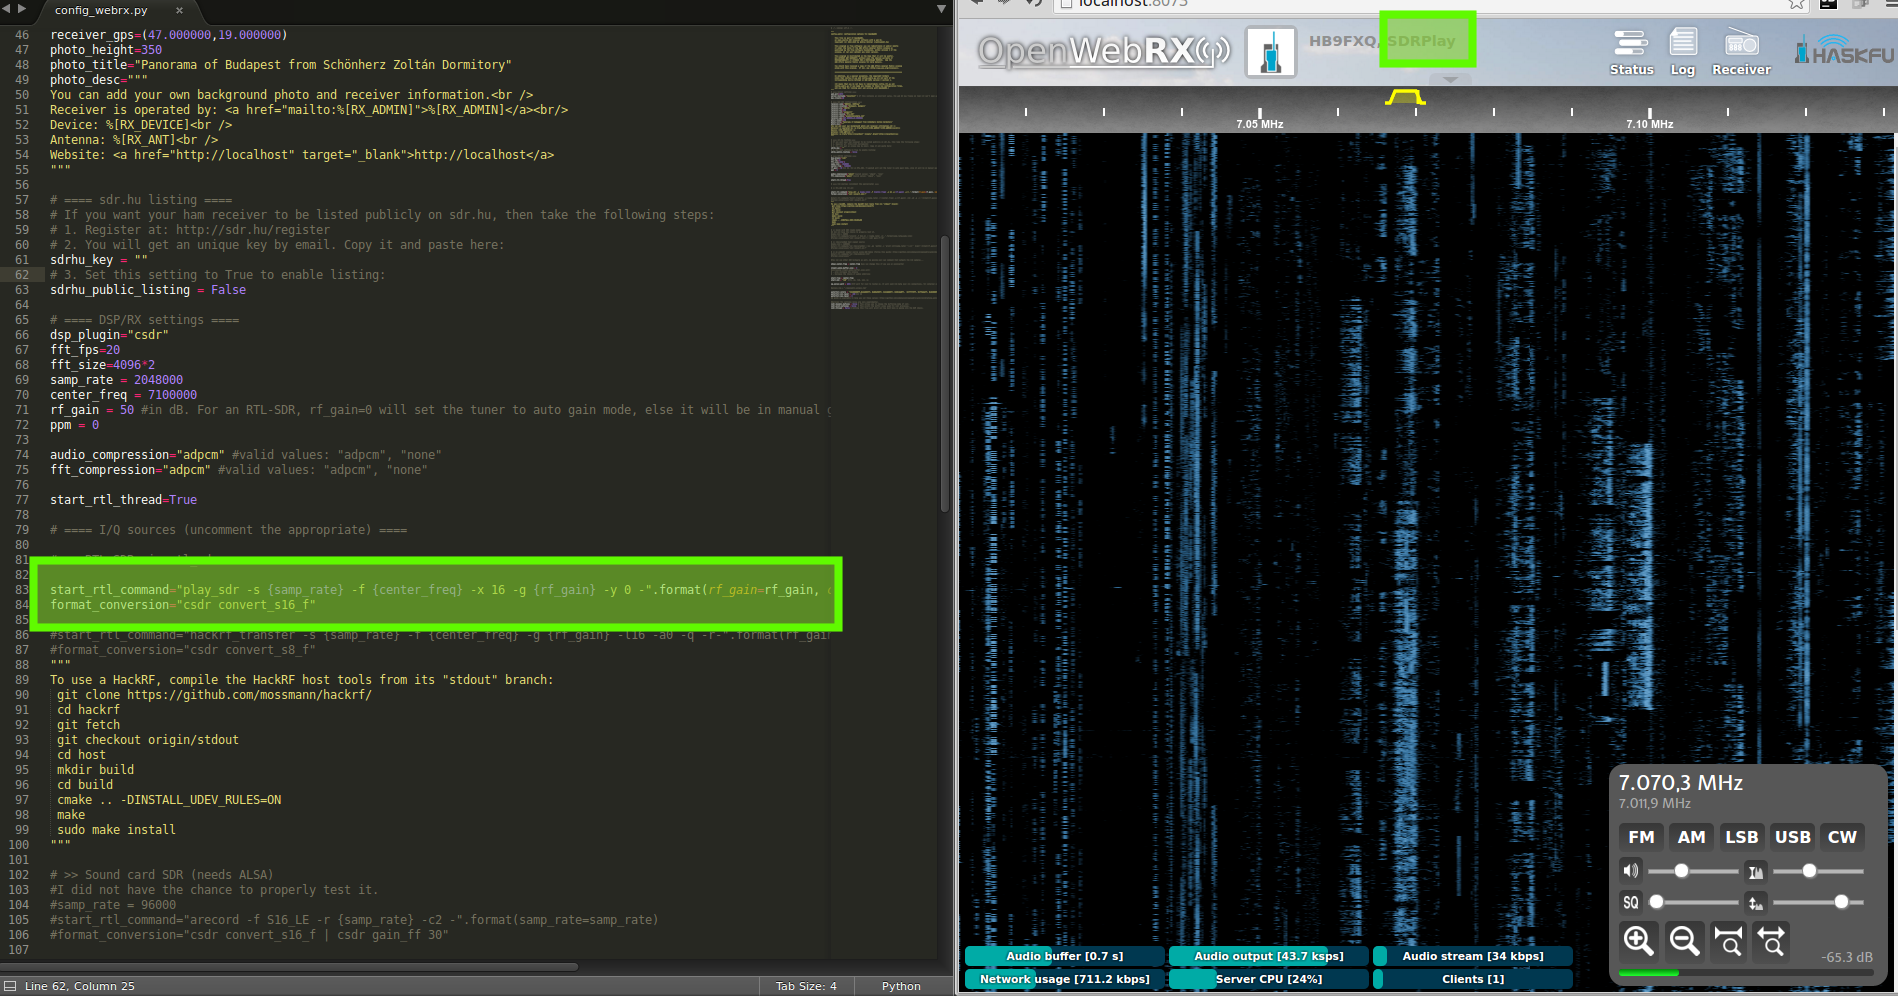 config_webrx.py ×
46 receiver_gps=(47.000000,19.000000)
47 photo_height=350
48 photo_title="Panorama of Budapest from Schönherz Zoltán Dormitory"
49 photo_desc="""
50 You can add your own background photo and receiver information.<br />
51 Receiver is operated by: <a href="mailto:%[RX_ADMIN]">%[RX_ADMIN]</a><br/>
52 Device: %[RX_DEVICE]<br />
53 Antenna: %[RX_ANT]<br />
54 Website: <a href="http://localhost" target="_blank">http://localhost</a>
55 """
56
57 # ==== sdr.hu listing ====
58 # If you want your ham receiver to be listed publicly on sdr.hu, then take the following steps:
59 # 1. Register at: http://sdr.hu/register
60 # 2. You will get an unique key by email. Copy it and paste here:
61 sdrhu_key = ""
62 # 3. Set this setting to True to enable listing:
63 sdrhu_public_listing = False
64
65 # ==== DSP/RX settings ====
66 dsp_plugin="csdr"
67 fft_fps=20
68 fft_size=4096*2
69 samp_rate = 2048000
70 center_freq = 7100000
71 rf_gain = 50 #in dB. For an RTL-SDR, rf_gain=0 will set the tuner to auto gain mode, else it will be in manual
72 ppm = 0
73
74 audio_compression="adpcm" #valid values: "adpcm", "none"
75 fft_compression="adpcm" #valid values: "adpcm", "none"
76
77 start_rtl_thread=True
78
79 # ==== I/Q sources (uncomment the appropriate) ====
80
81
82
83 start_rtl_command="play_sdr -s {samp_rate} -f {center_freq} -x 16 -g {rf_gain} -y 0 -".format(rf_gain=rf_gain,
84 format_conversion="csdr convert_s16_f"
85
86 #start_rtl_command="hackrf_transfer -s {samp_rate} -f {center_freq} -g {rf_gain} -l16 -a0 -q -r-".format(rf_gain
87 #format_conversion="csdr convert_s8_f"
88 """
89 To use a HackRF, compile the HackRF host tools from its "stdout" branch:
90 git clone https://github.com/mossmann/hackrf/
91 cd hackrf
92 git fetch
93 git checkout origin/stdout
94 cd host
95 mkdir build
96 cd build
97 cmake .. -DINSTALL_UDEV_RULES=ON
98 make
99 sudo make install
100 """
101
102 # >> Sound card SDR (needs ALSA)
103 #I did not have the chance to properly test it.
104 #samp_rate = 96000
105 #start_rtl_command="arecord -f S16_LE -r {samp_rate} -c2 -".format(samp_rate=samp_rate)
106 #format_conversion="csdr convert_s16_f | csdr gain_ff 30"
107
Line 62, Column 25
Tab Size: 4
Python
localhost:8073
OpenWebRX
HB9FXQ, SDRPlay
Status
Log
Receiver
HASKFU
7.05 MHz
7.10 MHz
7.070,3 MHz
7.011,9 MHz
FM AM LSB USB CW
SQ
-65.3 dB
Audio buffer [0.7 s]
Audio output [43.7 ksps]
Audio stream [34 kbps]
Network usage [711.2 kbps]
Server CPU [24%]
Clients [1]